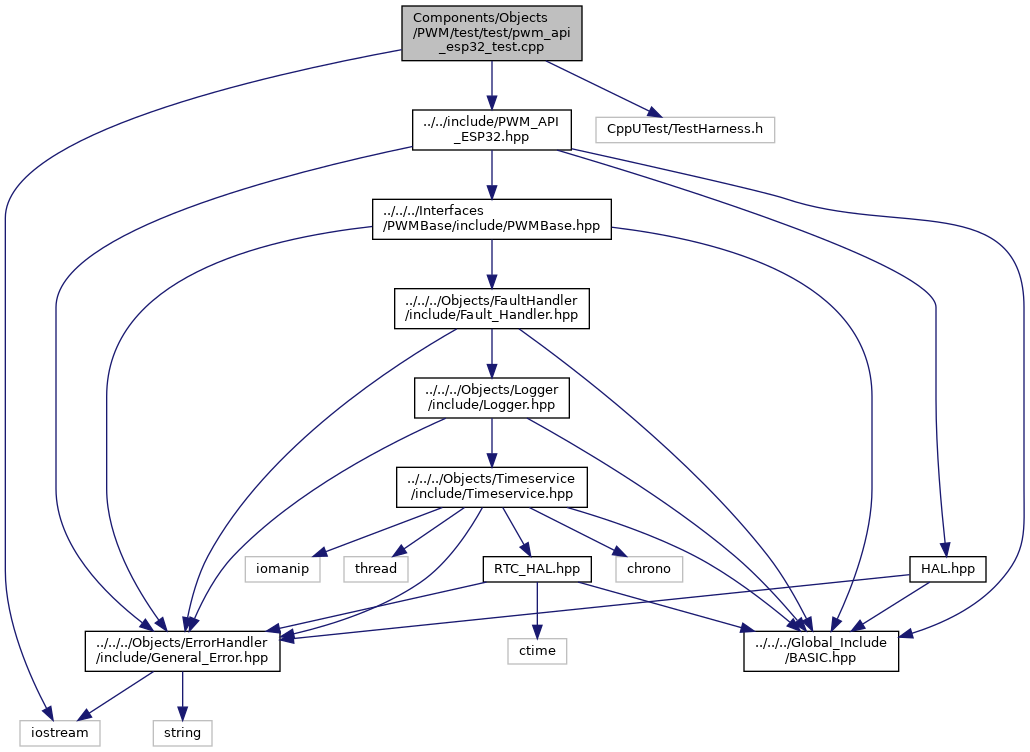 Components/Objects
/PWM/test/test/pwm_api
_esp32_test.cpp
../../include/PWM_API
_ESP32.hpp
CppUTest/TestHarness.h
../../../Interfaces
/PWMBase/include/PWMBase.hpp
../../../Objects/FaultHandler
/include/Fault_Handler.hpp
../../../Objects/Logger
/include/Logger.hpp
../../../Objects/Timeservice
/include/Timeservice.hpp
iomanip
thread
RTC_HAL.hpp
chrono
HAL.hpp
../../../Objects/ErrorHandler
/include/General_Error.hpp
ctime
../../../Global_Include
/BASIC.hpp
iostream
string